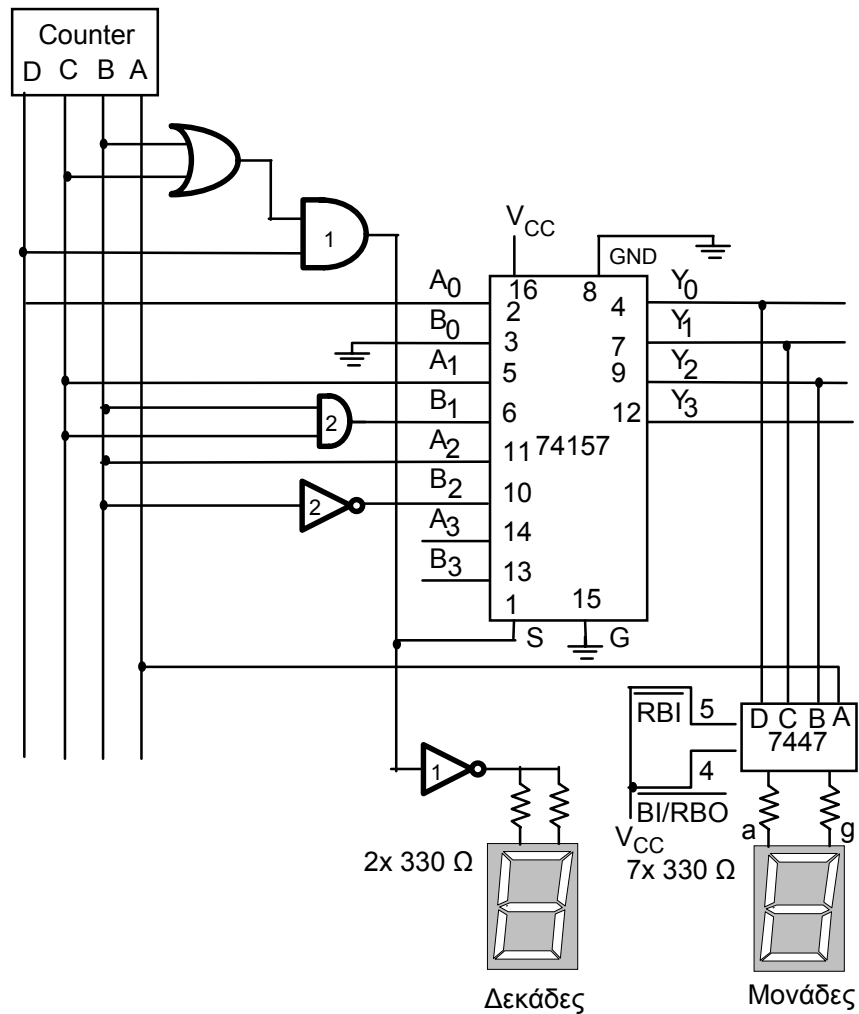 Counter
D C B A
1
V_CC
GND
A_0
16
8
Y_0
2
4
B_0
Y_1
3
7
A_1
Y_2
5
9
B_1
Y_3
2
6
12
A_2
11 74157
B_2
2
10
A_3
14
B_3
13
1
15
S
G
RBI
5
D C B A
7447
1
4
BI/RBO
a
g
V_CC
2x 330 Ω
7x 330 Ω
Δεκάδες
Μονάδες